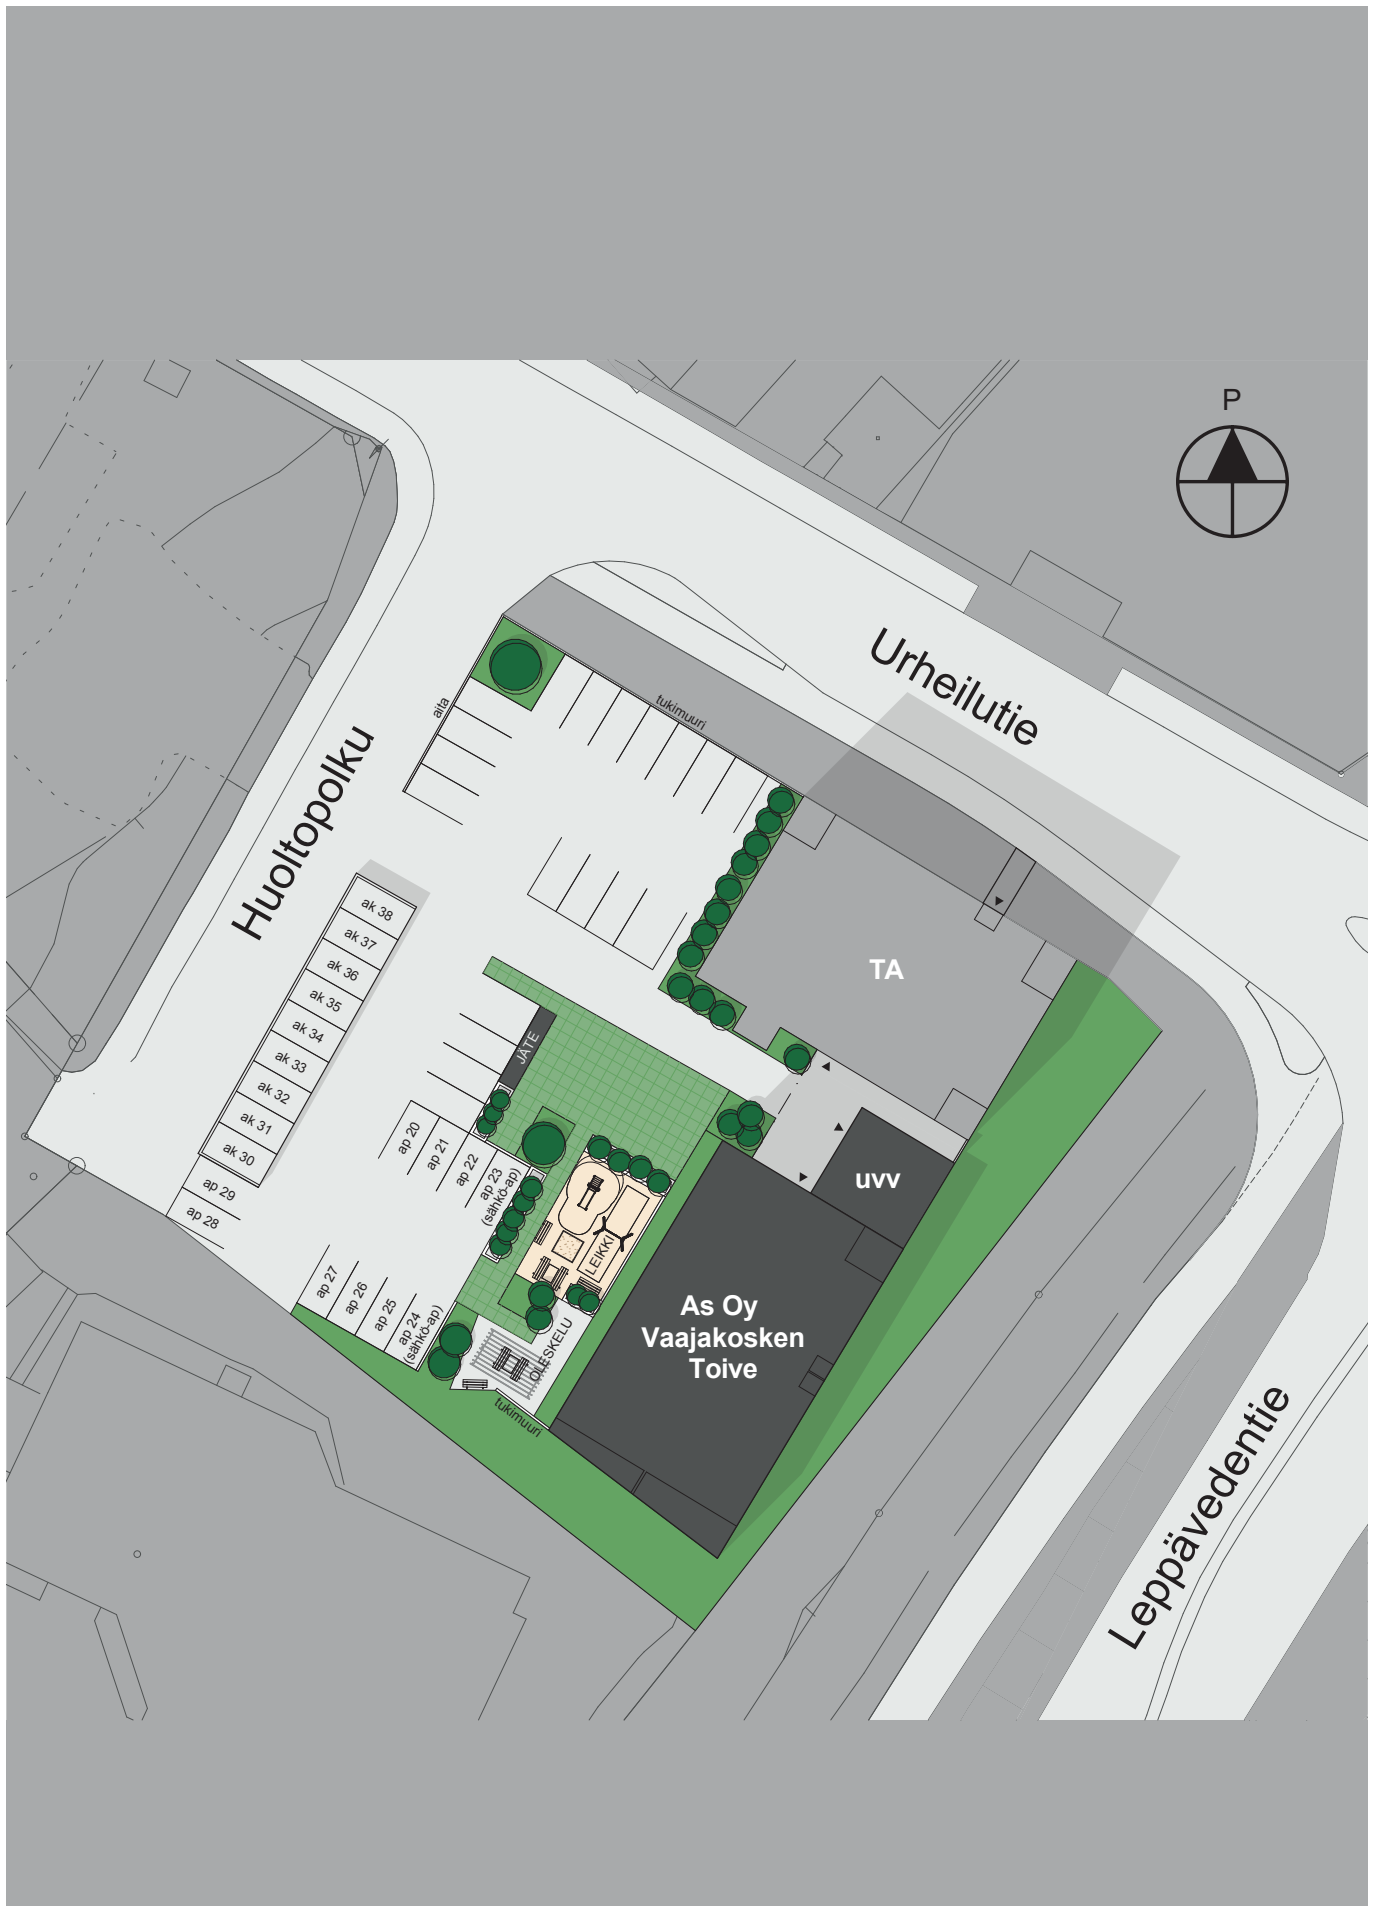 P
Urheilutie
tukimuuri
aita
Huoltopolku
ak 38
ak 37
ak 36
ak 35
ak 34
ak 33
ak 32
ak 31
ak 30
ap 29
ap 28
TA
JÄTE
ap 20
ap 21
ap 22
ap 23
(sähkö-ap)
uvv
LEIKKI
ap 27
ap 26
ap 25
ap 24
(sähkö-ap)
OLESKELU
tukimuuri
As Oy
Vaajakosken
Toive
Leppävedentie